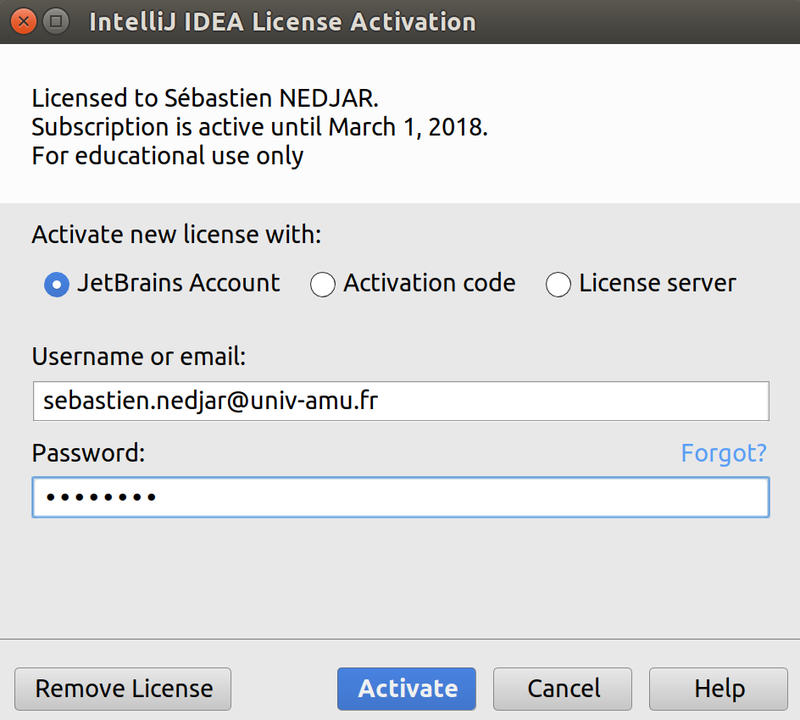 IntelliJ IDEA License Activation
Licensed to Sébastien NEDJAR.
Subscription is active until March 1, 2018.
For educational use only
Activate new license with:
JetBrains Account Activation code License server
Username or email:
sebastien.nedjar@univ-amu.fr
Password: Forgot?
••••••••
Remove License Activate Cancel Help